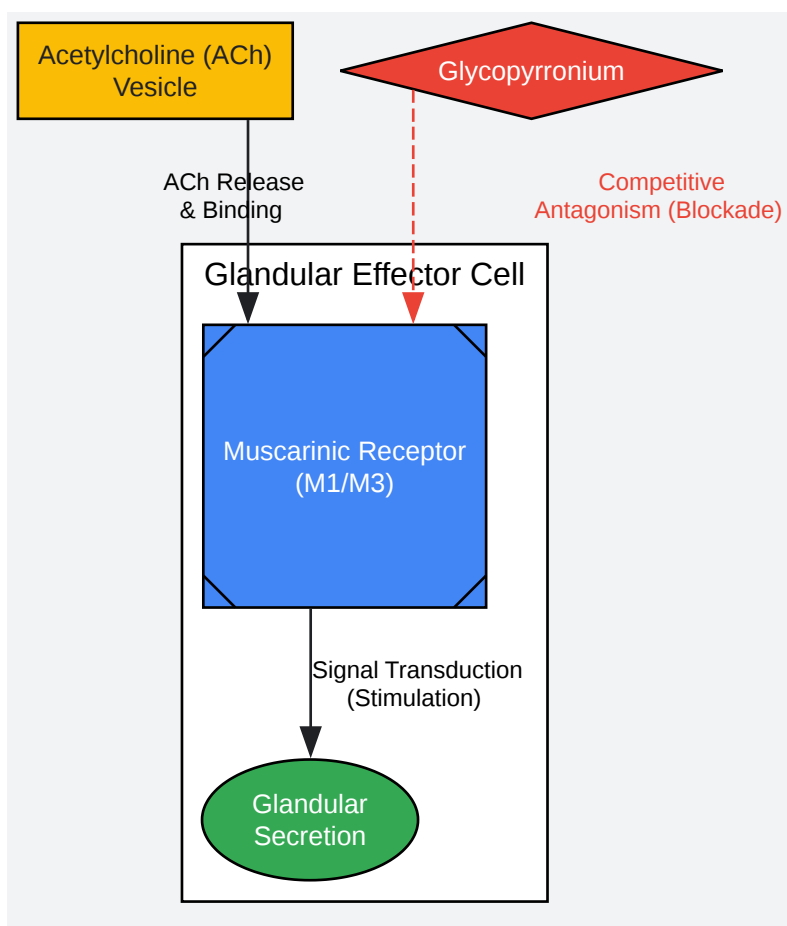 Acetylcholine (ACh)
Vesicle
Glycopyrronium
ACh Release
& Binding
Competitive
Antagonism (Blockade)
Glandular Effector Cell
Muscarinic Receptor
(M1/M3)
Signal Transduction
(Stimulation)
Glandular
Secretion